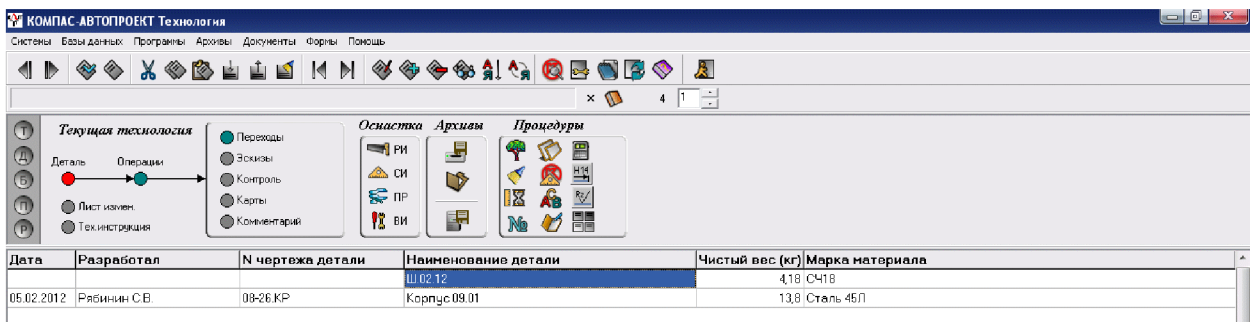 КОМПАС-АВТОПРОЕКТ Технология
Системы Базы данных Программы Архивы Документы Формы Помощь
4 1
Текущая технология Оснастка Архивы Процедуры
Т
Д
Б
П
Р
Деталь Операции
Лист измен.
Тех.инструкция
Переходы
Эскизы
Контроль
Карты
Комментарий
РИ
СИ
ПР
ВИ
Дата Разработал N чертежа детали Наименование детали Чистый вес (кг) Марка материала
Ш.02.12 4,18 СЧ18
05.02.2012 Рябинин С.В. 08-26.КР Корпус 09.01 13,8 Сталь 45Л